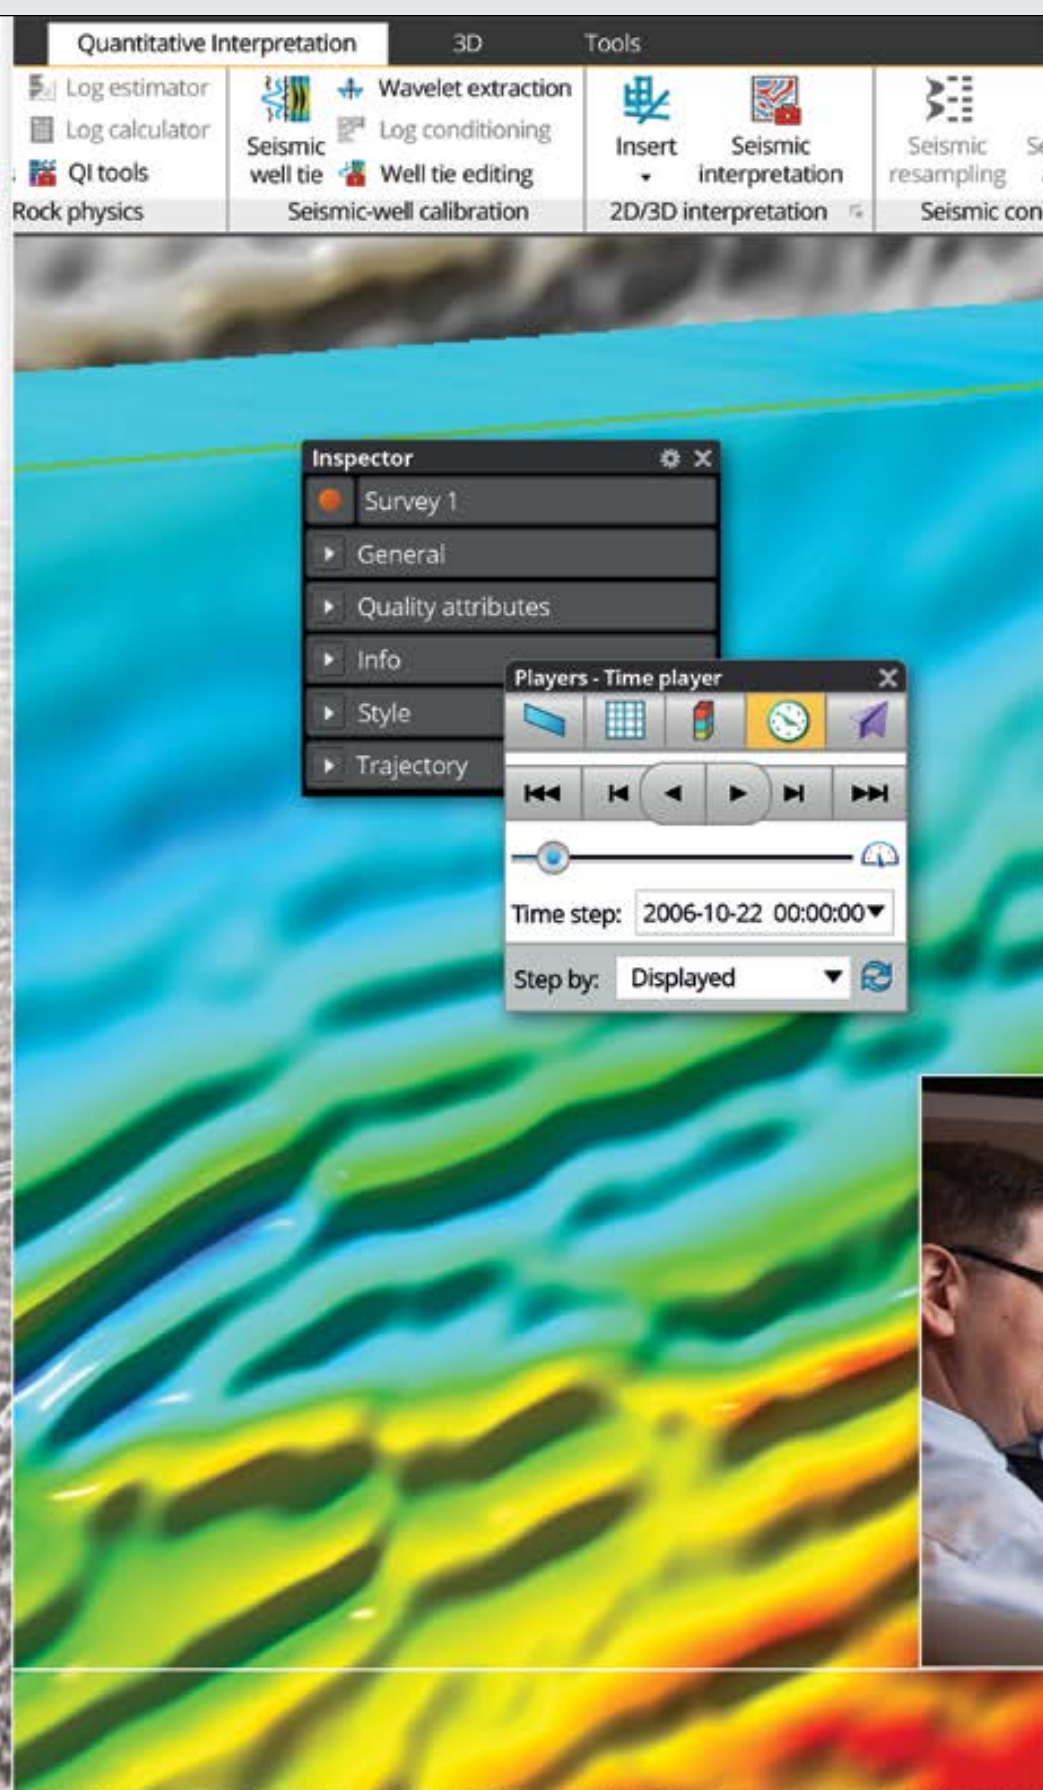 Quantitative Interpretation 3D Tools
Log estimator
Log calculator
QI tools
Rock physics
Seismic
well tie
Wavelet extraction
Log conditioning
Well tie editing
Seismic-well calibration
Insert
Seismic
interpretation
2D/3D interpretation
Seismic
resampling
Seismic con
Inspector
Survey 1
General
Quality attributes
Info
Style
Trajectory
Players - Time player
Time step: 2006-10-22 00:00:00
Step by: Displayed